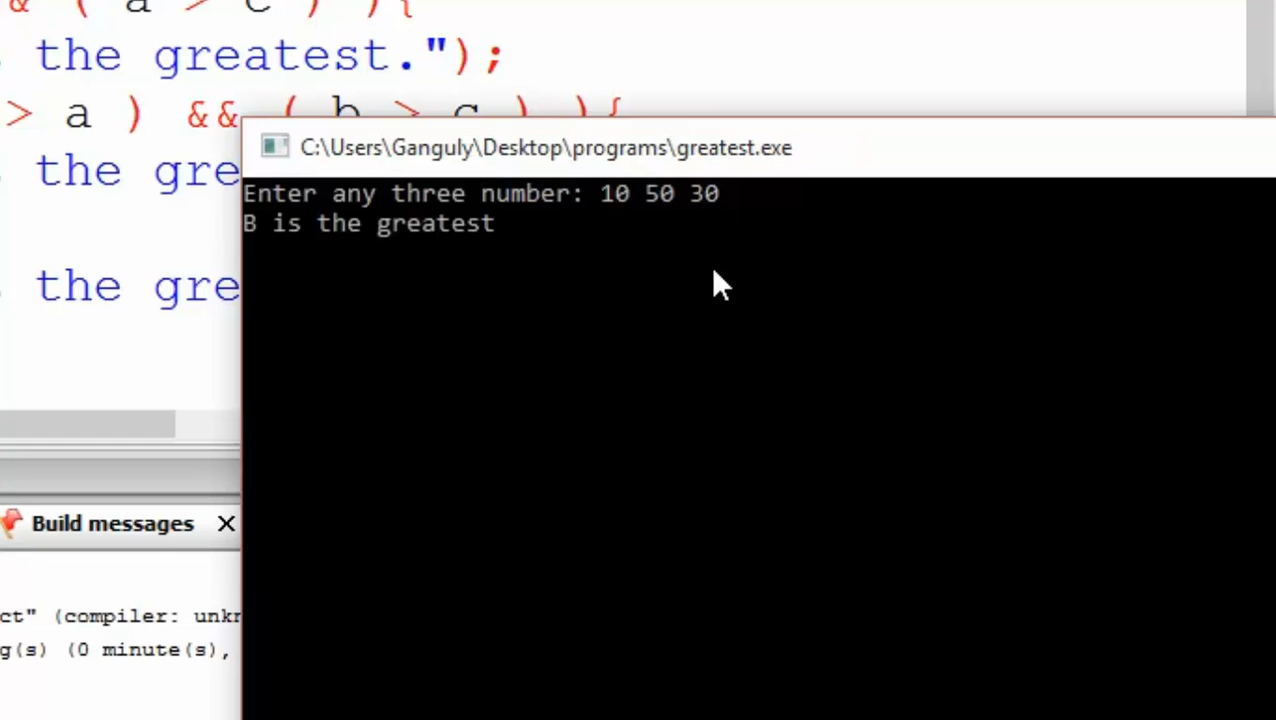 & ( a > c ) ){
the greatest.");
> a ) && ( b > c ) ){
the gre
the gre
C:\Users\Ganguly\Desktop\programs\greatest.exe
Enter any three number: 10 50 30
B is the greatest
Build messages X
ct" (compiler: unkn
g(s) (0 minute(s),